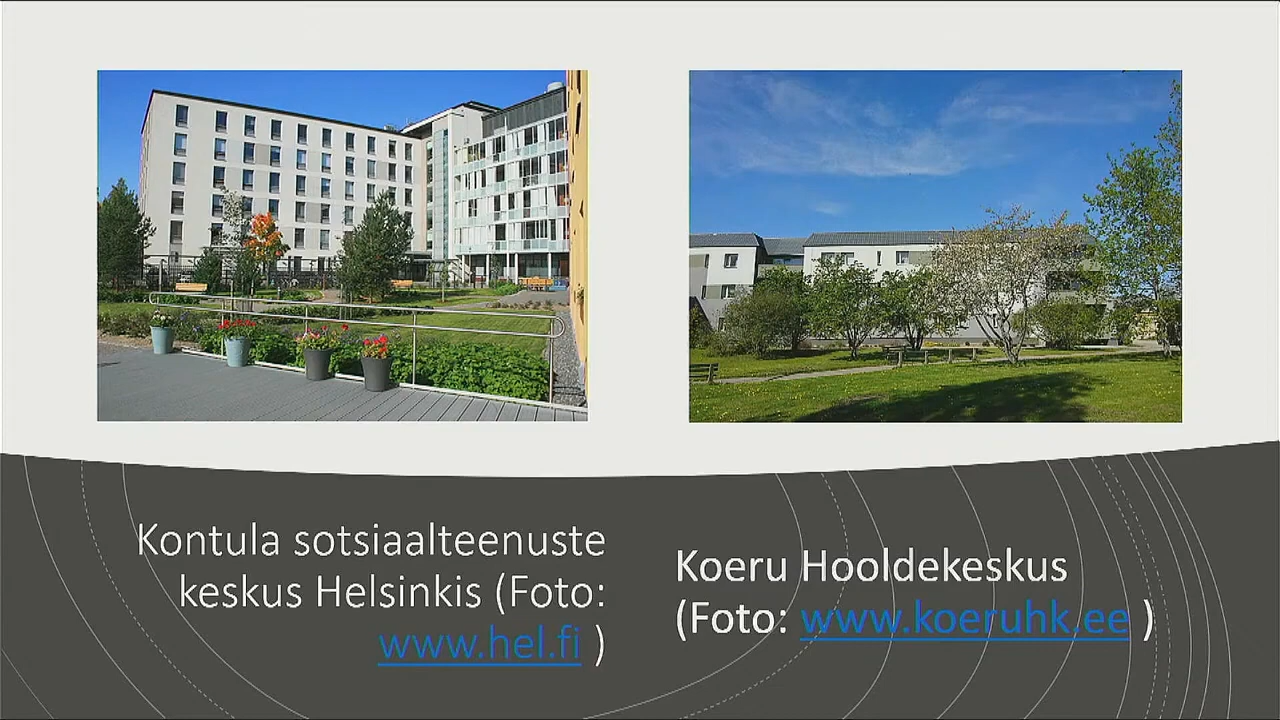 Kontula sotsiaalteenuste
keskus Helsinkis (Foto:
www.hel.fi )
Koeru Hooldekeskus
(Foto: www.koeruhk.ee )